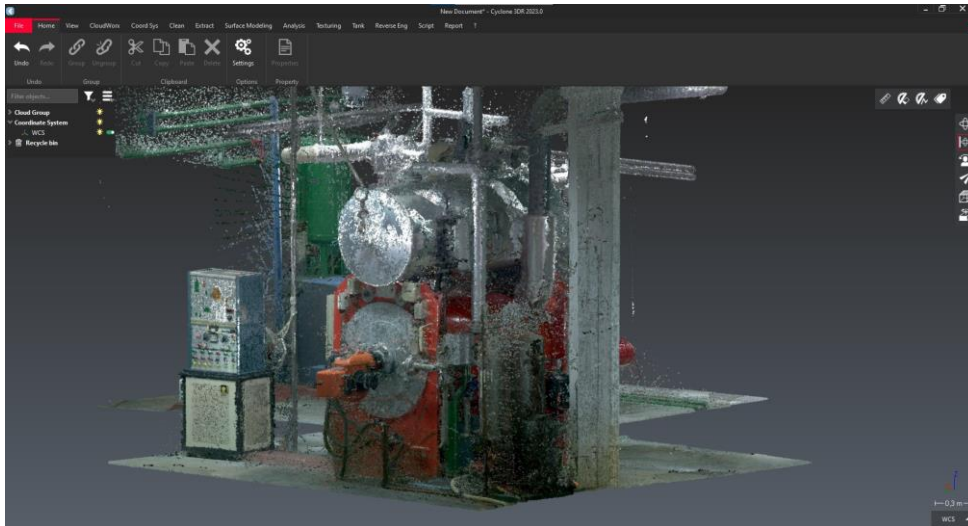 New Document* - Cyclone 3DR 2023.0
File Home View CloudWorx Coord Sys Clean Extract Surface Modeling Analysis Texturing Tank Reverse Eng Script Report ?
Undo Redo Group Ungroup Cut Copy Paste Delete Settings Properties
Undo Group Clipboard Options Property
Filter objects...
Cloud Group
Coordinate System
WCS
Recycle bin
Z
0,3 m
WCS